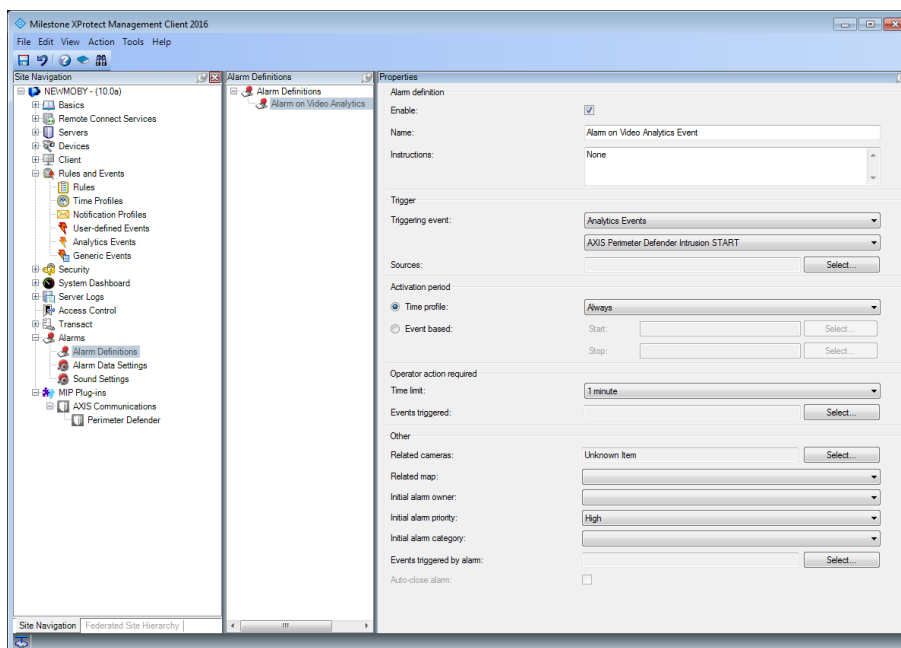 Milestone XProtect Management Client 2016
File Edit View Action Tools Help
Site Navigation
NEWMOBY - (10.0a)
Basics
Remote Connect Services
Servers
Devices
Client
Rules and Events
Rules
Time Profiles
Notification Profiles
User-defined Events
Analytics Events
Generic Events
Security
System Dashboard
Server Logs
Access Control
Transact
Alarms
Alarm Definitions
Alarm Data Settings
Sound Settings
MIP Plug-ins
AXIS Communications
Perimeter Defender
Site Navigation Federated Site Hierarchy
Alarm Definitions
Alarm Definitions
Alarm on Video Analytics
Properties
Alarm definition
Enable:
Name: Alarm on Video Analytics Event
Instructions: None
Trigger
Triggering event: Analytics Events
AXIS Perimeter Defender Intrusion START
Sources: Select...
Activation period
Time profile: Always
Event based: Start: Select...
Stop: Select...
Operator action required
Time limit: 1 minute
Events triggered: Select...
Other
Related cameras: Unknown Item Select...
Related map:
Initial alarm owner:
Initial alarm priority: High
Initial alarm category:
Events triggered by alarm: Select...
Auto-close alarm: